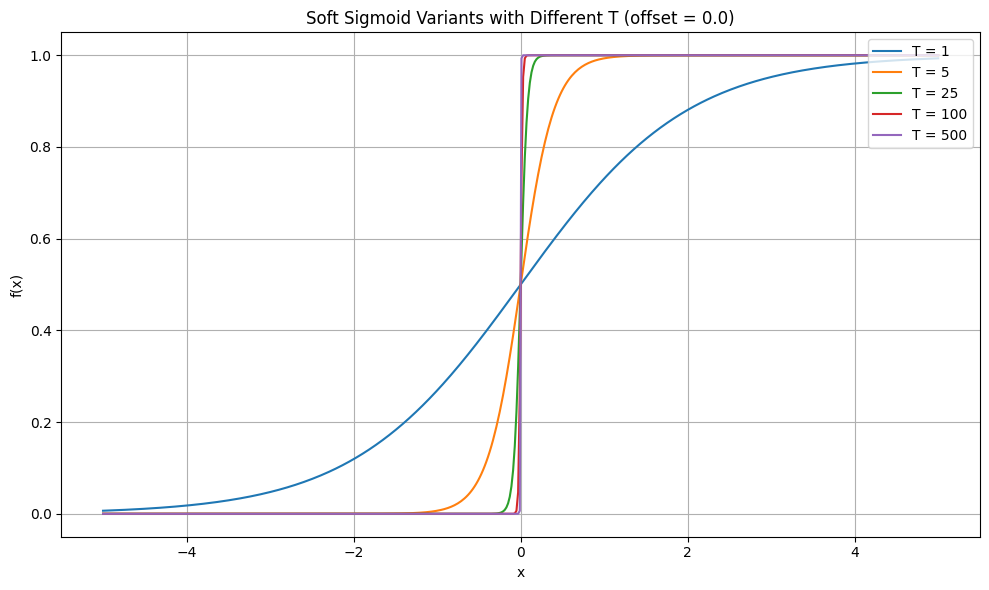 Soft Sigmoid Variants with Different T (offset = 0.0)
1.0
0.8
0.6
0.4
0.2
0.0
f(x)
−4
−2
0
2
4
x
T = 1
T = 5
T = 25
T = 100
T = 500